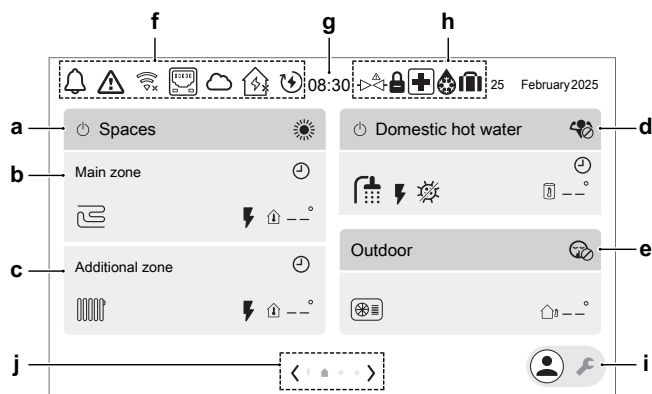 f g h
08:30 25 February 2025
a Spaces Domestic hot water d
b Main zone
-- ° -- °
c Additional zone Outdoor e
-- ° -- °
j i